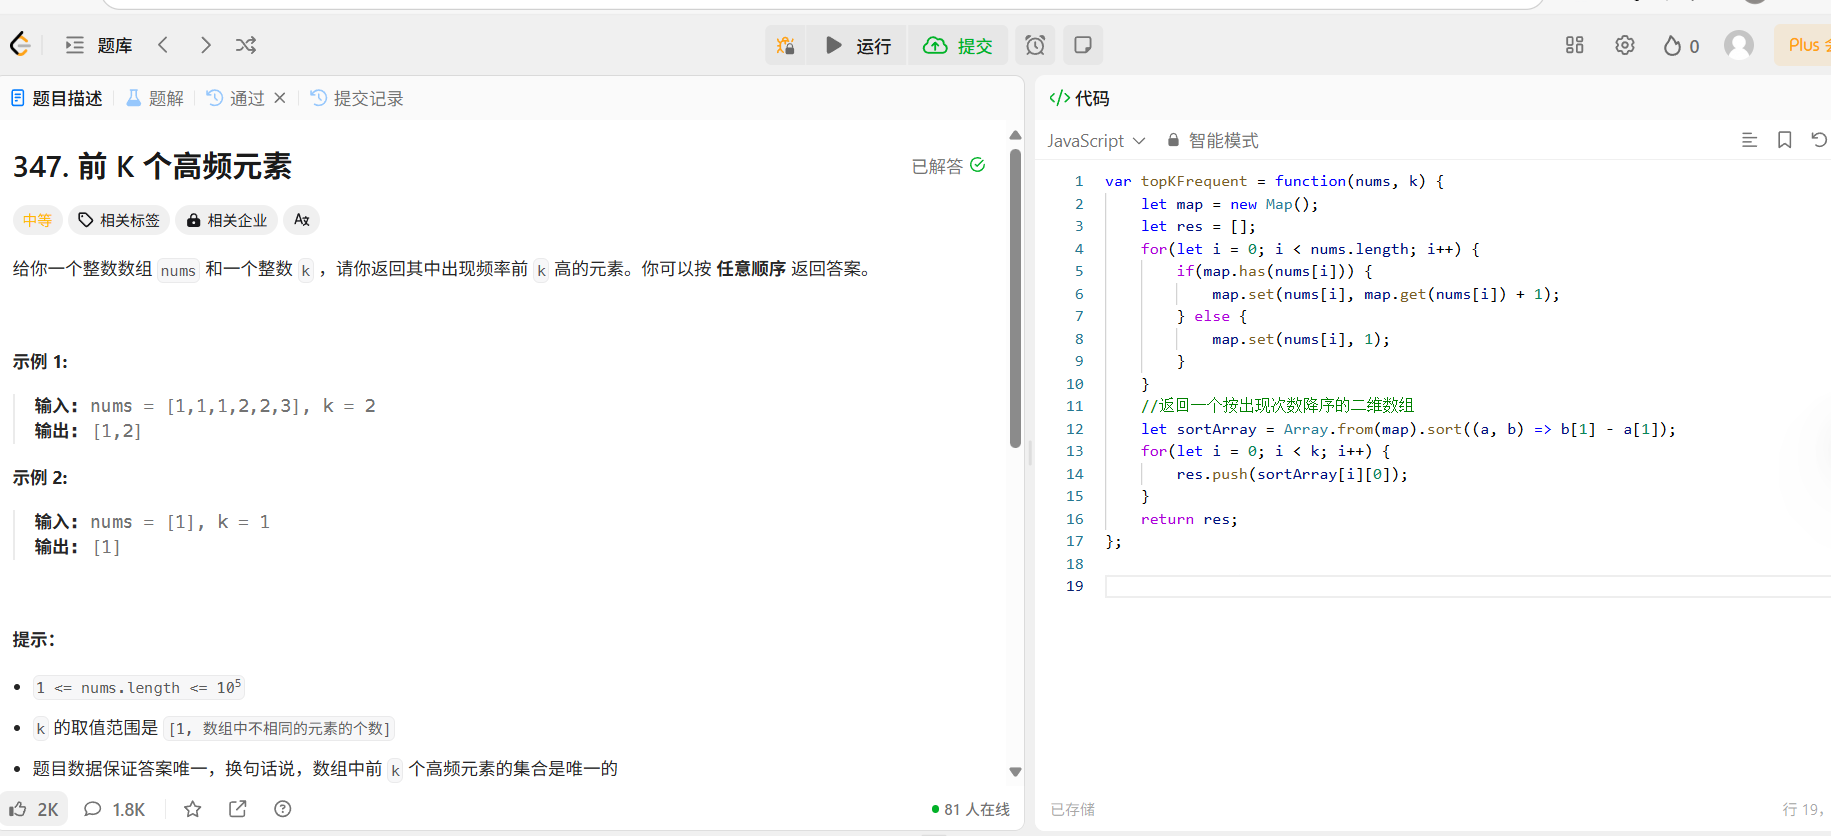 题库
运行
提交
0
Plus 会
题目描述
题解
通过
提交记录
347. 前 K 个高频元素
已解答
中等
相关标签
相关企业
给你一个整数数组 nums 和一个整数 k ，请你返回其中出现频率前 k 高的元素。你可以按 任意顺序 返回答案。
示例 1:
输入: nums = [1,1,1,2,2,3], k = 2
输出: [1,2]
示例 2:
输入: nums = [1], k = 1
输出: [1]
提示：
1 <= nums.length <= 10⁵
k 的取值范围是 [1, 数组中不相同的元素的个数]
题目数据保证答案唯一，换句话说，数组中前 k 个高频元素的集合是唯一的
2K
1.8K
81 人在线
</> 代码
JavaScript
智能模式
1 var topKFrequent = function(nums, k) {
2 let map = new Map();
3 let res = [];
4 for(let i = 0; i < nums.length; i++) {
5 if(map.has(nums[i])) {
6 map.set(nums[i], map.get(nums[i]) + 1);
7 } else {
8 map.set(nums[i], 1);
9 }
10 }
11 //返回一个按出现次数降序的二维数组
12 let sortArray = Array.from(map).sort((a, b) => b[1] - a[1]);
13 for(let i = 0; i < k; i++) {
14 res.push(sortArray[i][0]);
15 }
16 return res;
17 };
18
19
已存储
行 19,